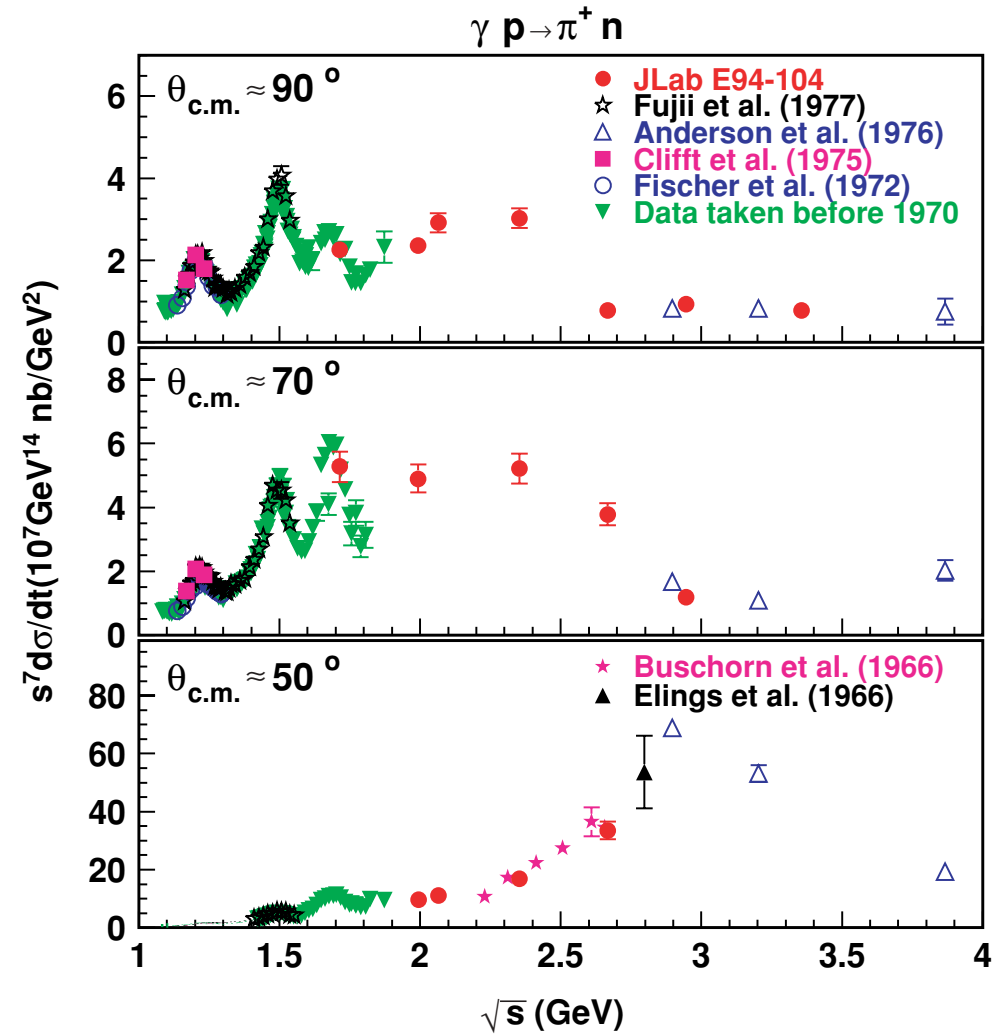 γ p→π⁺ n
θc.m. ≈ 90 °
JLab E94-104
Fujii et al. (1977)
Anderson et al. (1976)
Clifft et al. (1975)
Fischer et al. (1972)
Data taken before 1970
6
4
2
0
θc.m. ≈ 70 °
8
6
4
2
0
s⁷dσ/dt(10⁷GeV¹⁴ nb/GeV²)
θc.m. ≈ 50 °
Buschorn et al. (1966)
Elings et al. (1966)
80
60
40
20
0
1 1.5 2 2.5 3 3.5 4
√s (GeV)